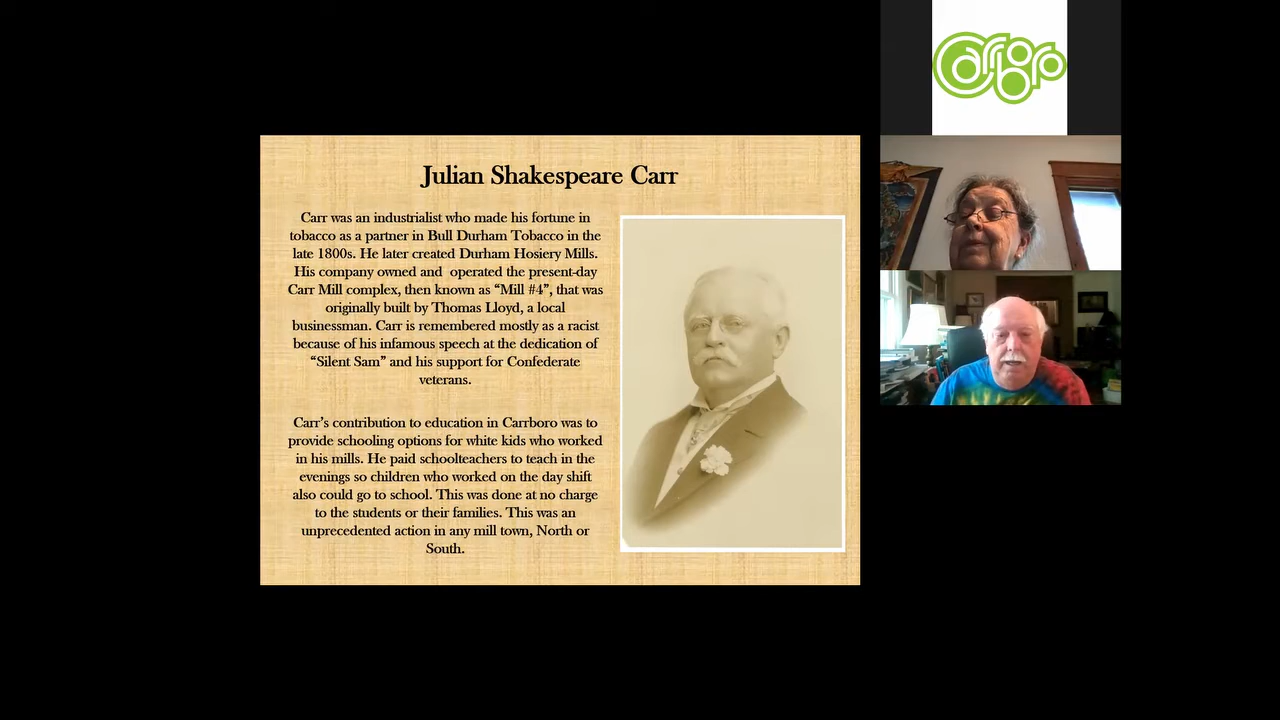 Julian Shakespeare Carr
Carr was an industrialist who made his fortune in
tobacco as a partner in Bull Durham Tobacco in the
late 1800s. He later created Durham Hosiery Mills.
His company owned and  operated the present-day
Carr Mill complex, then known as “Mill #4”, that was
originally built by Thomas Lloyd, a local
businessman. Carr is remembered mostly as a racist
because of his infamous speech at the dedication of
“Silent Sam” and his support for Confederate
veterans.
Carr’s contribution to education in Carrboro was to
provide schooling options for white kids who worked
in his mills. He paid schoolteachers to teach in the
evenings so children who worked on the day shift
also could go to school. This was done at no charge
to the students or their families. This was an
unprecedented action in any mill town, North or
South.
Carrboro